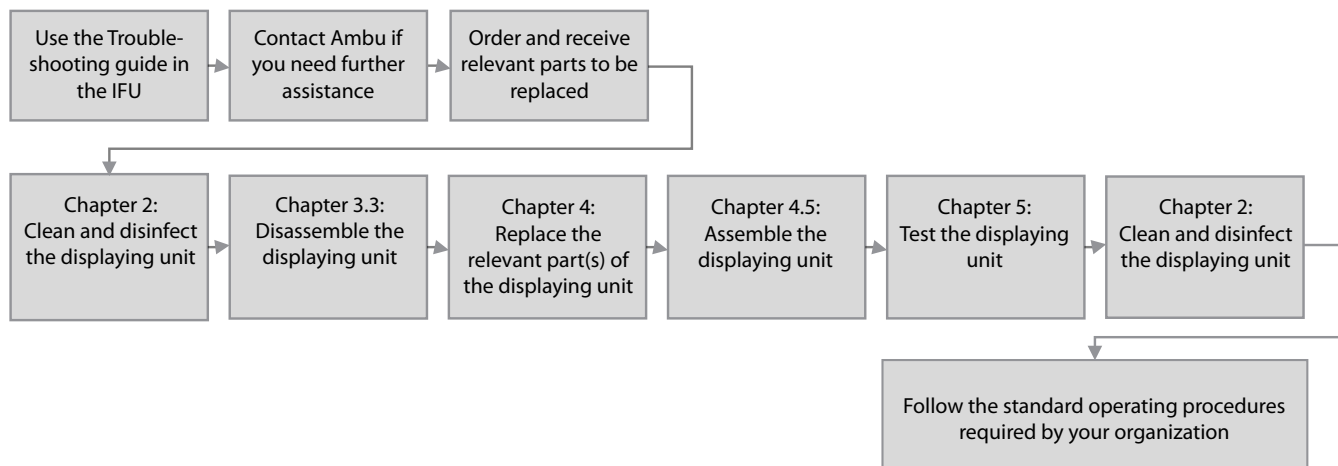 Use the Trouble-
shooting guide in
the IFU
Contact Ambu if
you need further
assistance
Order and receive
relevant parts to be
replaced
Chapter 2:
Clean and disinfect
the displaying unit
Chapter 3.3:
Disassemble the
displaying unit
Chapter 4:
Replace the
relevant part(s) of
the displaying unit
Chapter 4.5:
Assemble the
displaying unit
Chapter 5:
Test the displaying
unit
Chapter 2:
Clean and disinfect
the displaying unit
Follow the standard operating procedures
required by your organization